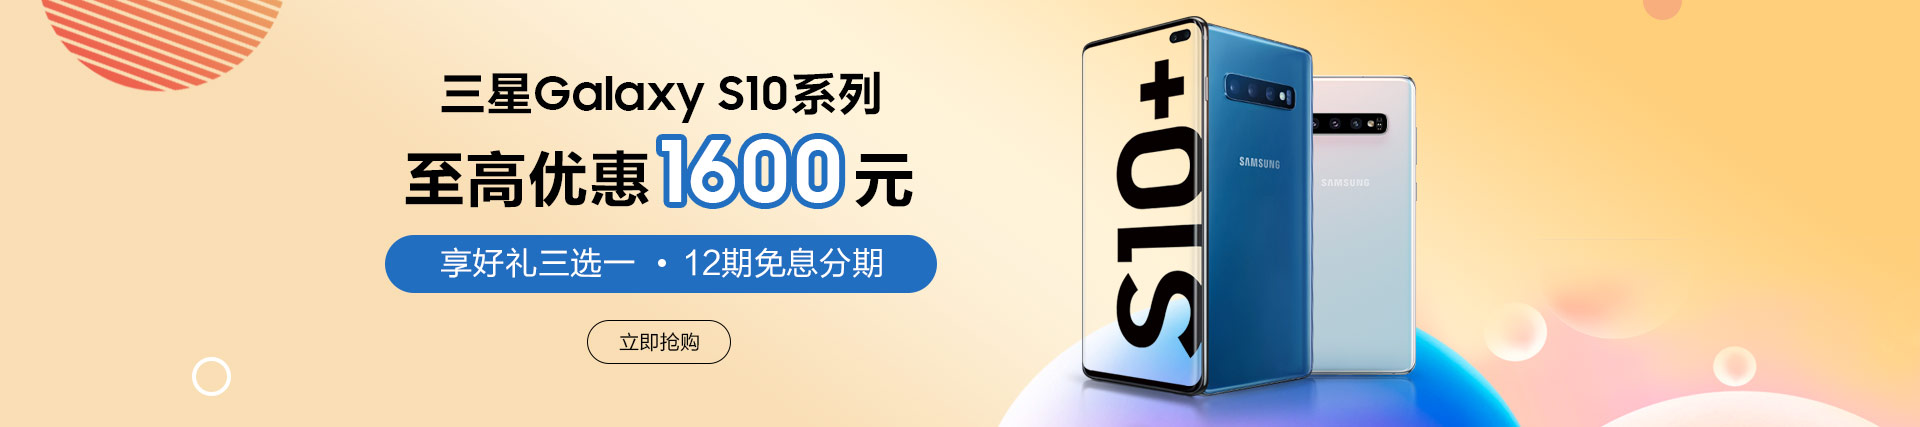 三星Galaxy S10系列
至高优惠1600元
享好礼三选一 · 12期免息分期
立即抢购
S10+
SAMSUNG
SAMSUNG